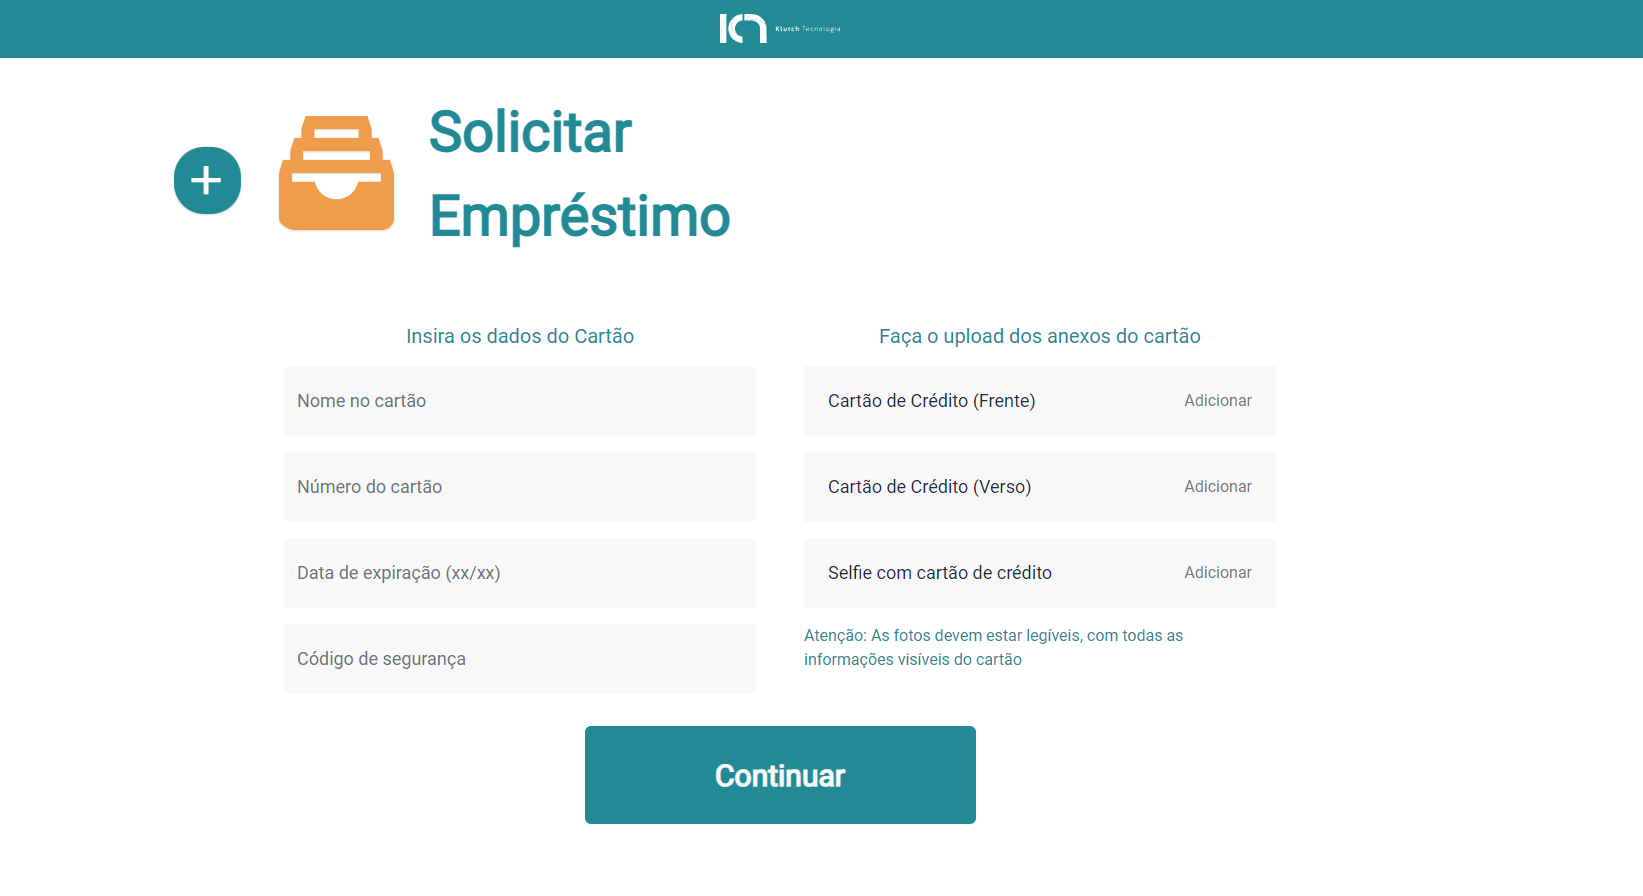 Klutch Tecnologia
Solicitar
Empréstimo
Insira os dados do Cartão
Nome no cartão
Número do cartão
Data de expiração (xx/xx)
Código de segurança
Faça o upload dos anexos do cartão
Cartão de Crédito (Frente) Adicionar
Cartão de Crédito (Verso) Adicionar
Selfie com cartão de crédito Adicionar
Atenção: As fotos devem estar legíveis, com todas as
informações visíveis do cartão
Continuar